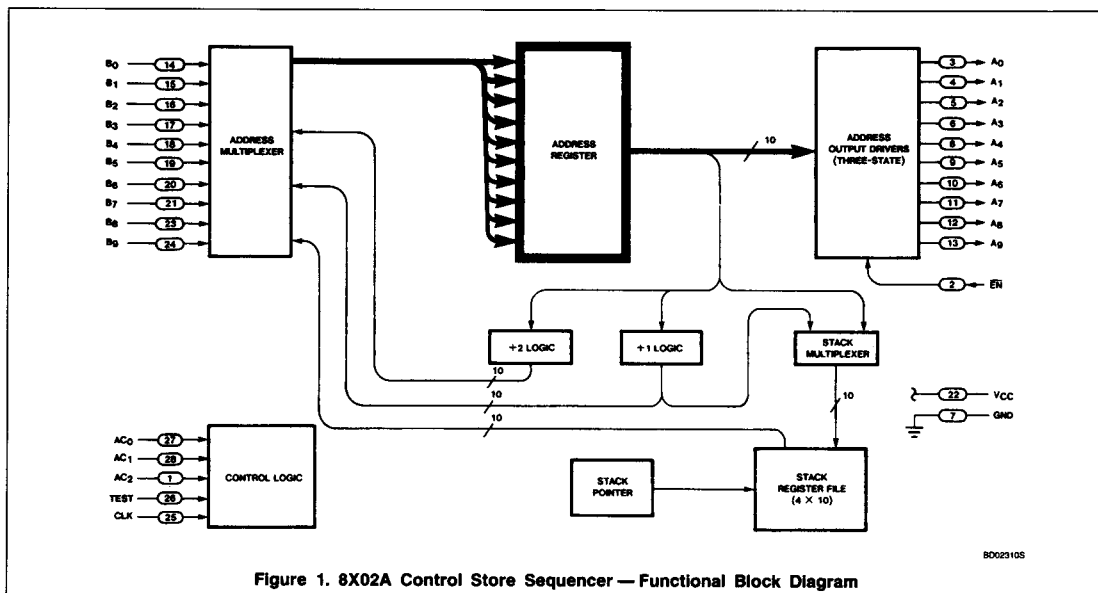 B0 14
B1 15
B2 16
B3 17
B4 18
B5 19
B6 20
B7 21
B8 23
B9 24
ADDRESS
MULTIPLEXER
ADDRESS
REGISTER
10
ADDRESS
OUTPUT DRIVERS
(THREE-STATE)
3 A0
4 A1
5 A2
6 A3
8 A4
9 A5
10 A6
11 A7
12 A8
13 A9
2 EN
+2 LOGIC
+1 LOGIC
STACK
MULTIPLEXER
10
10
10
10
22 VCC
7 GND
AC0 27
AC1 28
AC2 1
TEST 26
CLK 25
CONTROL LOGIC
STACK
POINTER
STACK
REGISTER FILE
(4 × 10)
BD02310S
Figure 1. 8X02A Control Store Sequencer — Functional Block Diagram